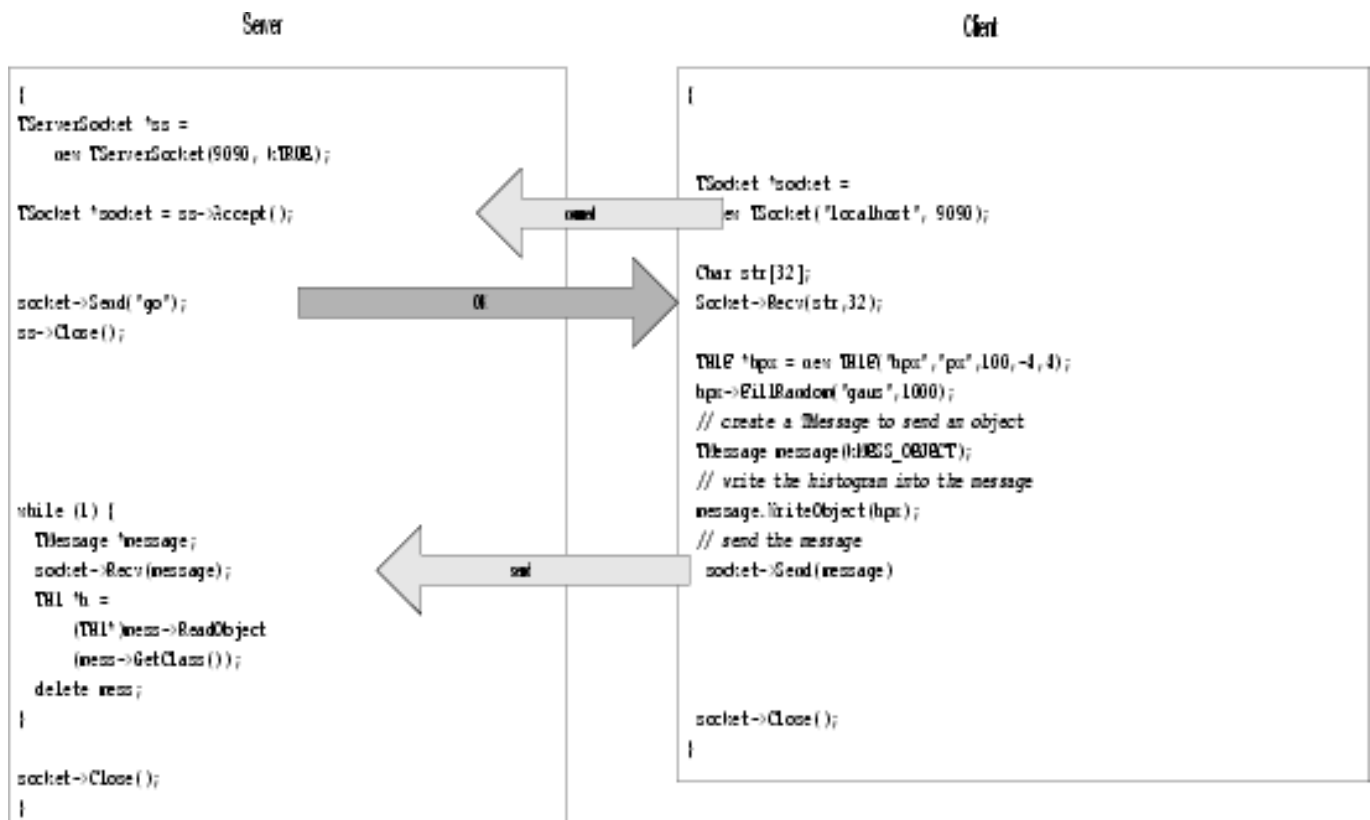 Server
Client
{
TServerSocket *ss =
new TServerSocket(9090, kTRUE);
TSocket *socket = ss->Accept();
socket->Send("go");
ss->Close();
while (1) {
TMessage *message;
socket->Recv(message);
TH1 *h =
(TH1*)mess->ReadObject
(mess->GetClass());
delete mess;
}
socket->Close();
}
connect
OK
send
{
TSocket *socket =
new TSocket("localhost", 9090);
Char str[32];
Socket->Recv(str,32);
TH1F *hpx = new TH1F("hpx","px",100,-4,4);
hpx->FillRandom("gaus",1000);
// create a TMessage to send an object
TMessage message(kMESS_OBJECT);
// write the histogram into the message
message.WriteObject(hpx);
// send the message
socket->Send(message)
socket->Close();
}